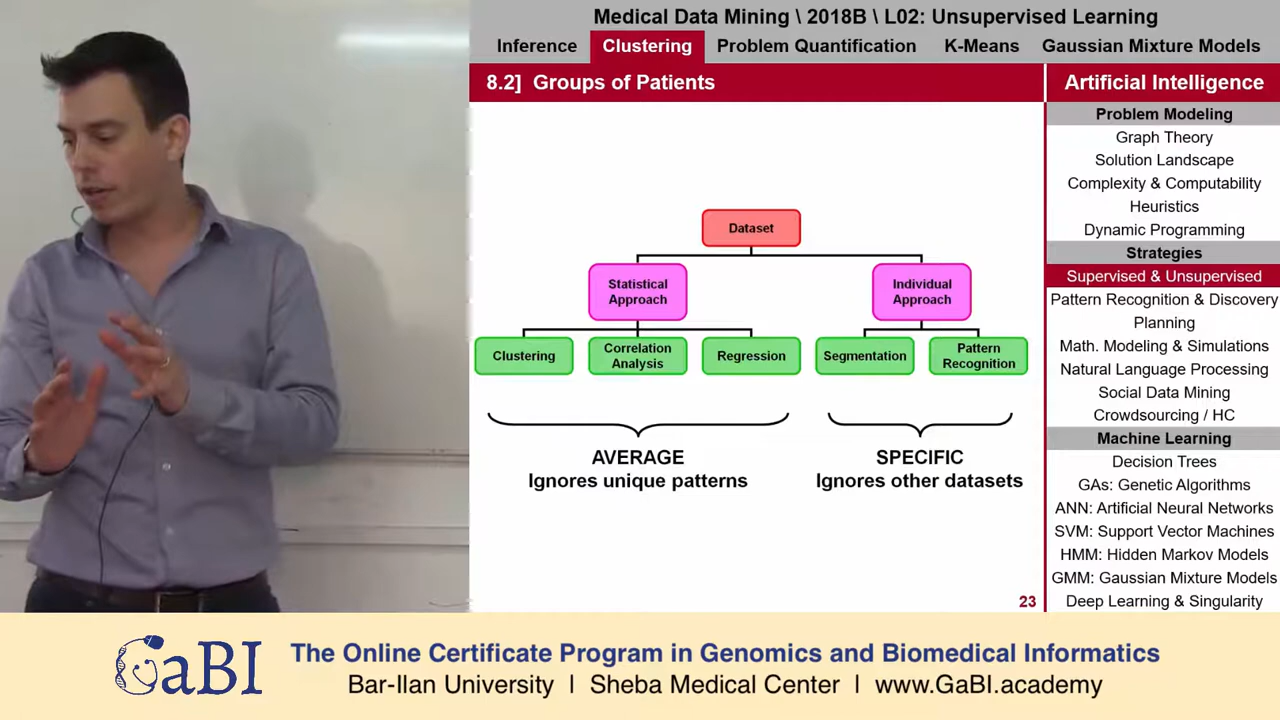 Medical Data Mining \ 2018B \ L02: Unsupervised Learning
Inference Clustering Problem Quantification K-Means Gaussian Mixture Models
8.2] Groups of Patients
Dataset
Statistical
Approach
Individual
Approach
Clustering
Correlation
Analysis
Regression
Segmentation
Pattern
Recognition
AVERAGE
Ignores unique patterns
SPECIFIC
Ignores other datasets
23
Artificial Intelligence
Problem Modeling
Graph Theory
Solution Landscape
Complexity & Computability
Heuristics
Dynamic Programming
Strategies
Supervised & Unsupervised
Pattern Recognition & Discovery
Planning
Math. Modeling & Simulations
Natural Language Processing
Social Data Mining
Crowdsourcing / HC
Machine Learning
Decision Trees
GAs: Genetic Algorithms
ANN: Artificial Neural Networks
SVM: Support Vector Machines
HMM: Hidden Markov Models
GMM: Gaussian Mixture Models
Deep Learning & Singularity
GaBI
The Online Certificate Program in Genomics and Biomedical Informatics
Bar-Ilan University | Sheba Medical Center | www.GaBI.academy